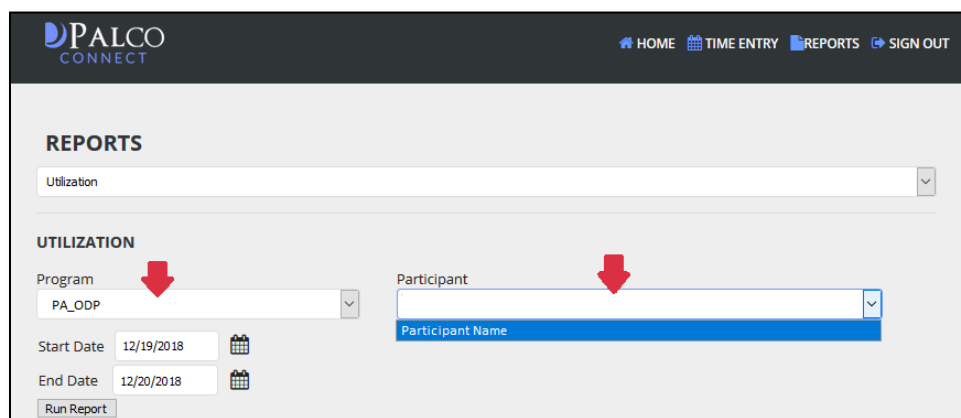 PALCO
CONNECT
HOME TIME ENTRY REPORTS SIGN OUT
REPORTS
Utilization
UTILIZATION
Program
PA_ODP
Participant
Participant Name
Start Date 12/19/2018
End Date 12/20/2018
Run Report